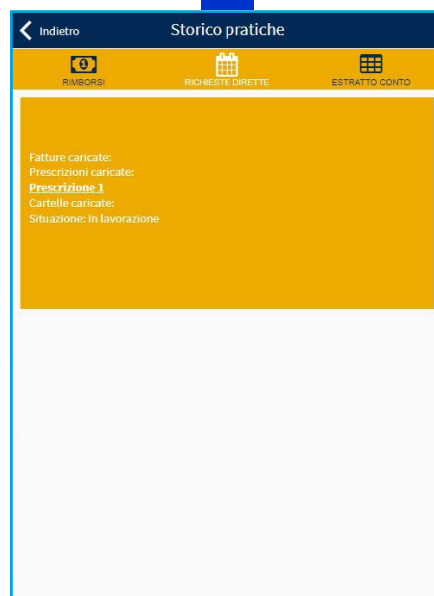 Indietro
Storico pratiche
RIMBORSI
RICHIESTE DIRETTE
ESTRATTO CONTO
Fatture caricate:
Prescrizioni caricate:
Prescrizione 1
Cartelle caricate:
Situazione: In lavorazione